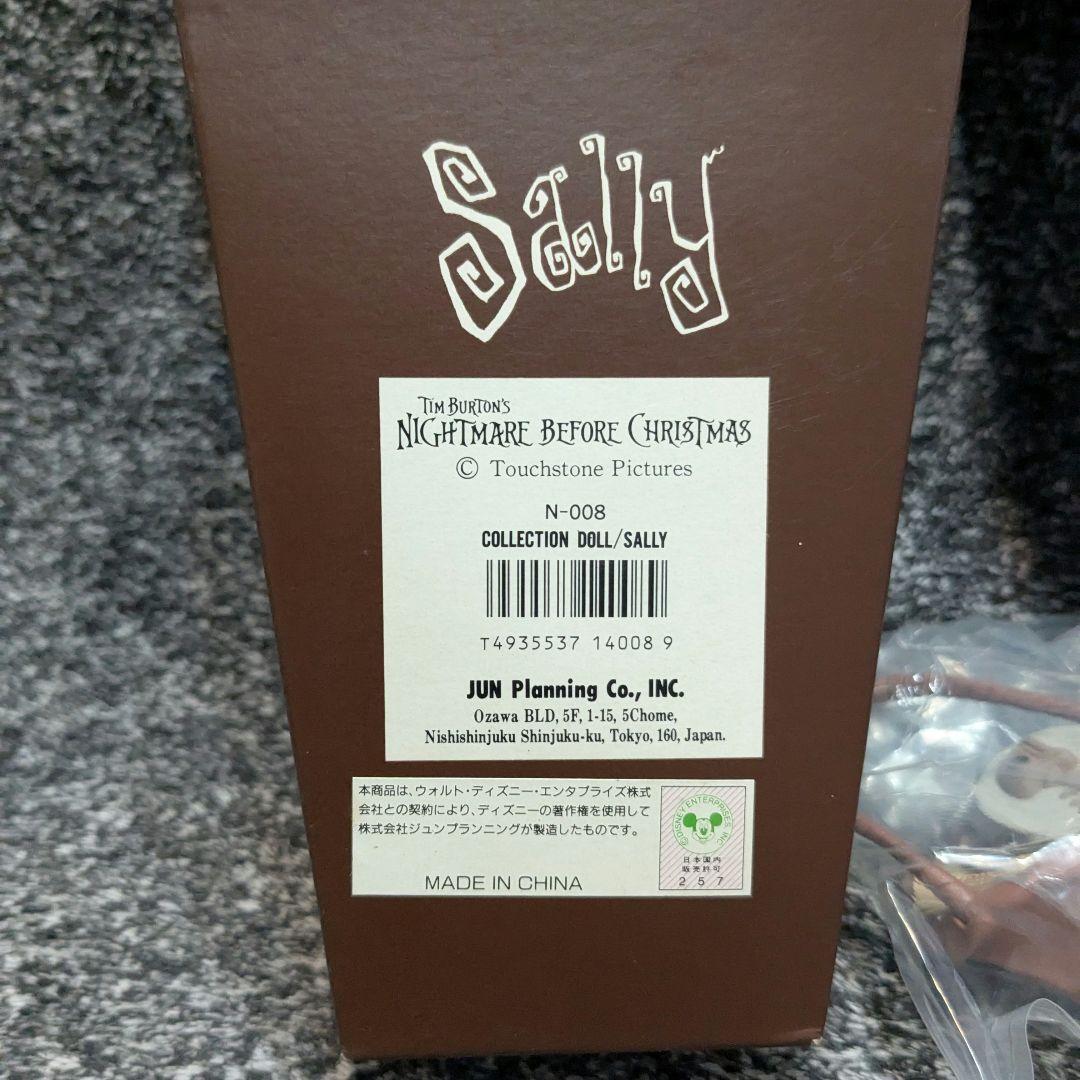 Sally
TIM BURTON'S
NIGHTMARE BEFORE CHRISTMAS
© Touchstone Pictures
N-008
COLLECTION DOLL/SALLY
T4935537 14008 9
JUN Planning Co., INC.
Ozawa BLD, 5F, 1-15, 5Chome,
Nishishinjuku Shinjuku-ku, Tokyo, 160, Japan.
本商品は、ウォルト・ディズニー・エンタプライズ株式
会社との契約により、ディズニーの著作権を使用して
株式会社ジュンプランニングが製造したものです。
MADE IN CHINA
©DISNEY ENTERPRISES, INC
日本国内
販売許可
257